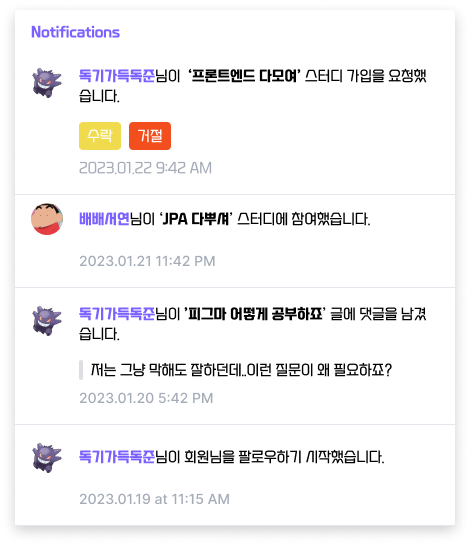 Notifications
독기가득독준님이 ‘프론트엔드 다모여’ 스터디 가입을 요청했
습니다.
수락 거절
2023.01.22 9:42 AM
배배서연님이 ‘JPA 다뿌셔’ 스터디에 참여했습니다.
2023.01.21 11:42 PM
독기가득독준님이 ’피그마 어떻게 공부하죠’ 글에 댓글을 남겼
습니다.
저는 그냥 막해도 잘하던데..이런 질문이 왜 필요하죠?
2023.01.20 5:42 PM
독기가득독준님이 회원님을 팔로우하기 시작했습니다.
2023.01.19 at 11:15 AM